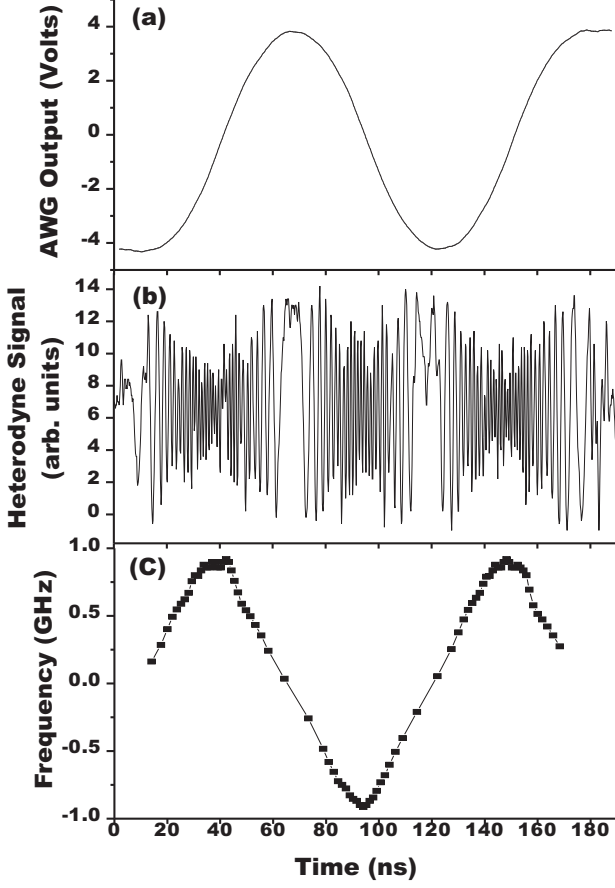 (a)
4
2
0
-2
-4
AWG Output (Volts)
(b)
14
12
10
8
6
4
2
0
Heterodyne Signal
(arb. units)
(C)
1.0
0.5
0.0
-0.5
-1.0
Frequency (GHz)
0 20 40 60 80 100 120 140 160 180
Time (ns)